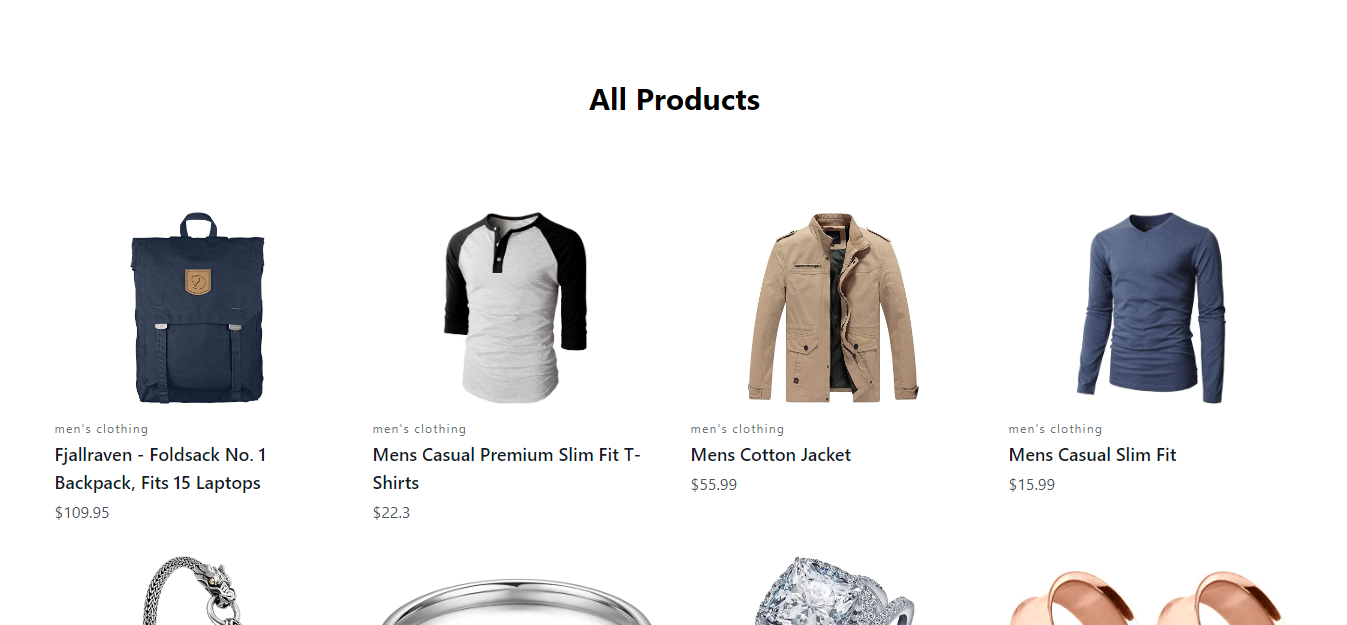 All Products
men's clothing
Fjallraven - Foldsack No. 1
Backpack, Fits 15 Laptops
$109.95
men's clothing
Mens Casual Premium Slim Fit T-
Shirts
$22.3
men's clothing
Mens Cotton Jacket
$55.99
men's clothing
Mens Casual Slim Fit
$15.99